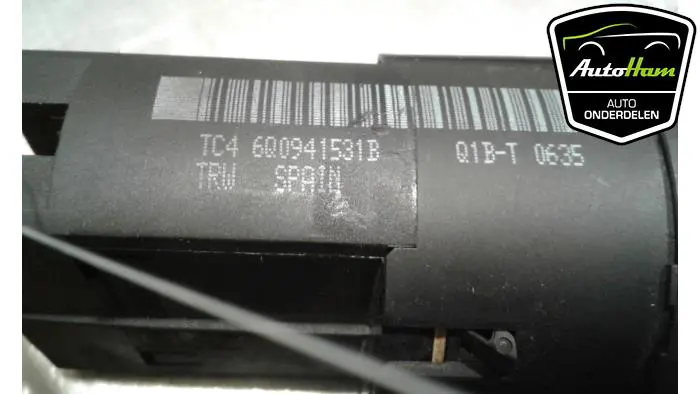 AutoHam
AUTO
ONDERDELEN
TC4 6Q0941531B Q1B-T 0635
TRW SPAIN